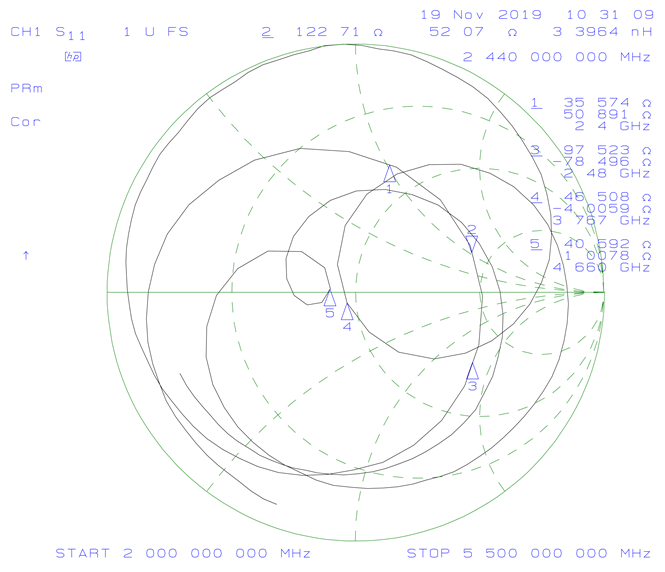 19 Nov 2019 10 31 09
CH1 S11 1 U FS 2 122 71 Ω 52 07 Ω 3 3964 nH
2 440 000 000 MHz
PRm
Cor
1 35 574 Ω
50 891 Ω
2 4 GHz
3 97 523 Ω
-78 496 Ω
2 48 GHz
4 46 508 Ω
-4 0059 Ω
3 767 GHz
5 40 592 Ω
1 0078 Ω
4 660 GHz
↑
1
2
5
4
3
START 2 000 000 000 MHz STOP 5 500 000 000 MHz